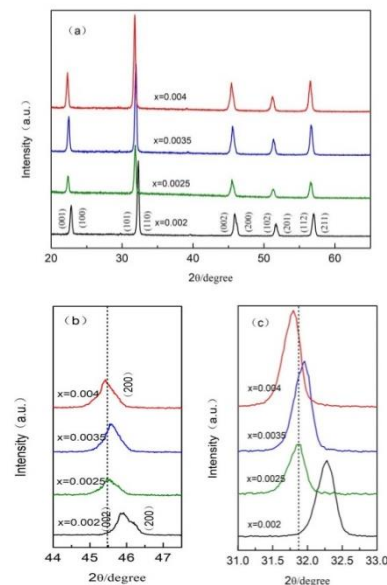 (a)
x=0.004
x=0.0035
x=0.0025
x=0.002
(001)
(100)
(101)
(110)
(002)
(200)
(102)
(201)
(112)
(211)
Intensity (a.u.)
20 30 40 50 60
2θ/degree
(b)
(200)
x=0.004
x=0.0035
x=0.0025
x=0.002
(002)
(200)
Intensity (a.u.)
44 45 46 47
2θ/degree
(c)
x=0.004
x=0.0035
x=0.0025
x=0.002
Intensity (a.u.)
31.0 31.5 32.0 32.5 33.0
2θ/degree